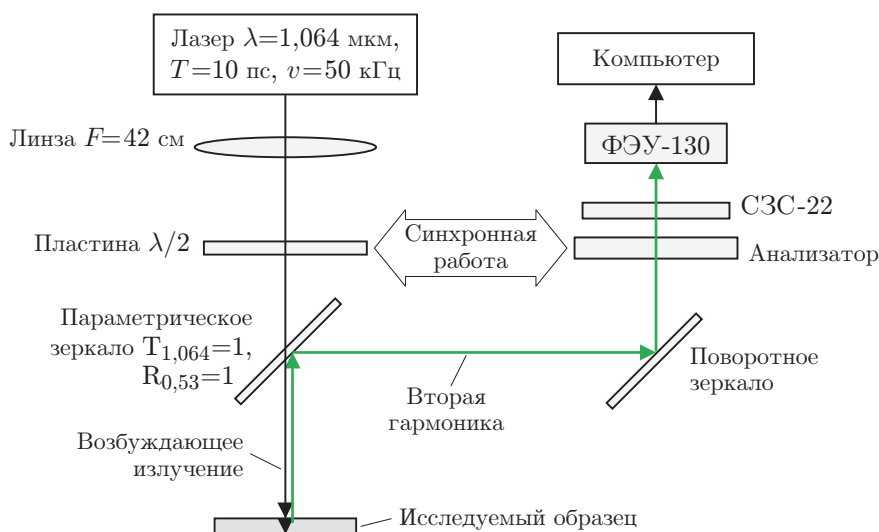 Лазер λ=1,064 мкм,
T=10 пс, ν=50 кГц
Компьютер
Линза F=42 см
ФЭУ-130
СЗС-22
Пластина λ/2
Синхронная
работа
Анализатор
Параметрическое
зеркало T1,064=1,
R0,53=1
Поворотное
зеркало
Вторая
гармоника
Возбуждающее
излучение
Исследуемый образец